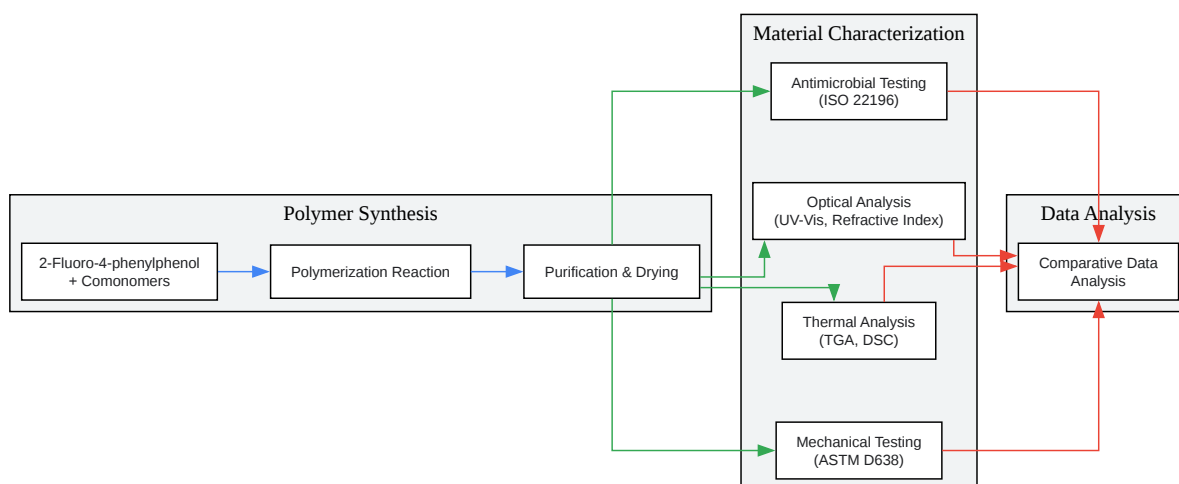 Polymer Synthesis
2-Fluoro-4-phenylphenol
+ Comonomers
Polymerization Reaction
Purification & Drying
Material Characterization
Antimicrobial Testing
(ISO 22196)
Optical Analysis
(UV-Vis, Refractive Index)
Thermal Analysis
(TGA, DSC)
Mechanical Testing
(ASTM D638)
Data Analysis
Comparative Data
Analysis